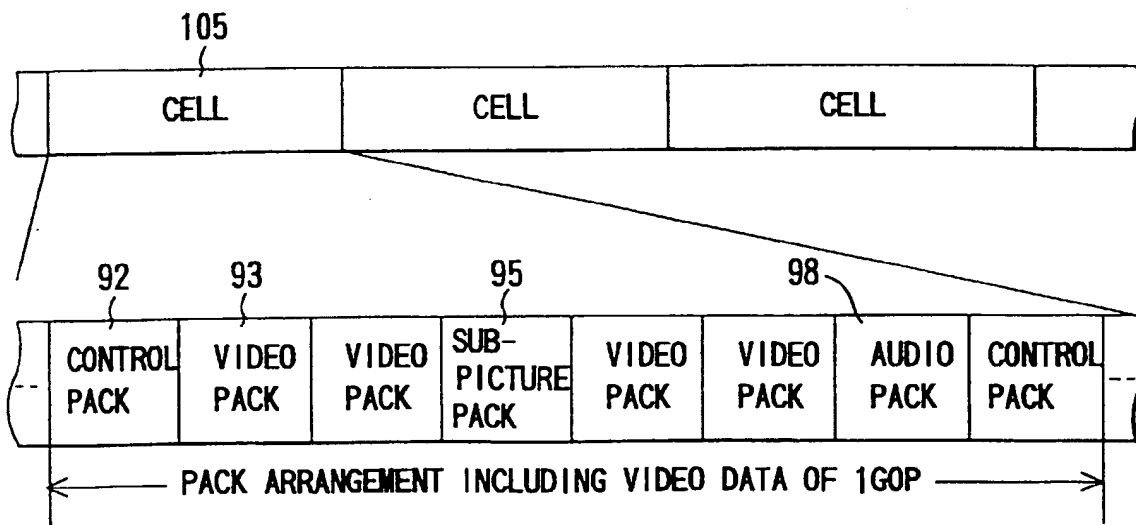 105
CELL CELL CELL
92 93 95 98
CONTROL PACK VIDEO PACK VIDEO PACK SUB-PICTURE PACK VIDEO PACK VIDEO PACK AUDIO PACK CONTROL PACK
PACK ARRANGEMENT INCLUDING VIDEO DATA OF 1GOP